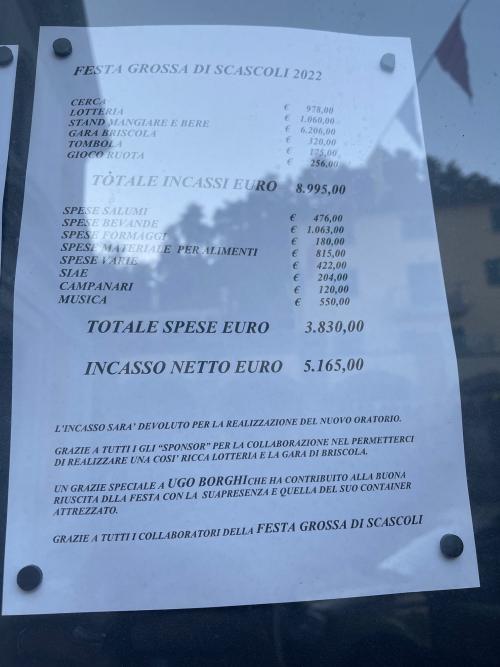 FESTA GROSSA DI SCASCOLI 2022
CERCA € 978,00
LOTTERIA € 1.060,00
STAND MANGIARE E BERE € 6.206,00
GARA BRISCOLA € 320,00
TOMBOLA € 175,00
GIOCO RUOTA € 256,00
TOTALE INCASSI EURO 8.995,00
SPESE SALUMI € 476,00
SPESE BEVANDE € 1.063,00
SPESE FORMAGGI € 180,00
SPESE MATERIALE PER ALIMENTI € 815,00
SPESE VARIE € 422,00
SIAE € 204,00
CAMPANARI € 120,00
MUSICA € 550,00
TOTALE SPESE EURO 3.830,00
INCASSO NETTO EURO 5.165,00
L'INCASSO SARA' DEVOLUTO PER LA REALIZZAZIONE DEL NUOVO ORATORIO.
GRAZIE A TUTTI I GLI "SPONSOR" PER LA COLLABORAZIONE NEL PERMETTERCI
DI REALIZZARE UNA COSI' RICCA LOTTERIA E LA GARA DI BRISCOLA.
UN GRAZIE SPECIALE A UGO BORGHI CHE HA CONTRIBUITO ALLA BUONA
RIUSCITA DLLA FESTA CON LA SUAPRESENZA E QUELLA DEL SUO CONTAINER
ATTREZZATO.
GRAZIE A TUTTI I COLLABORATORI DELLA FESTA GROSSA DI SCASCOLI